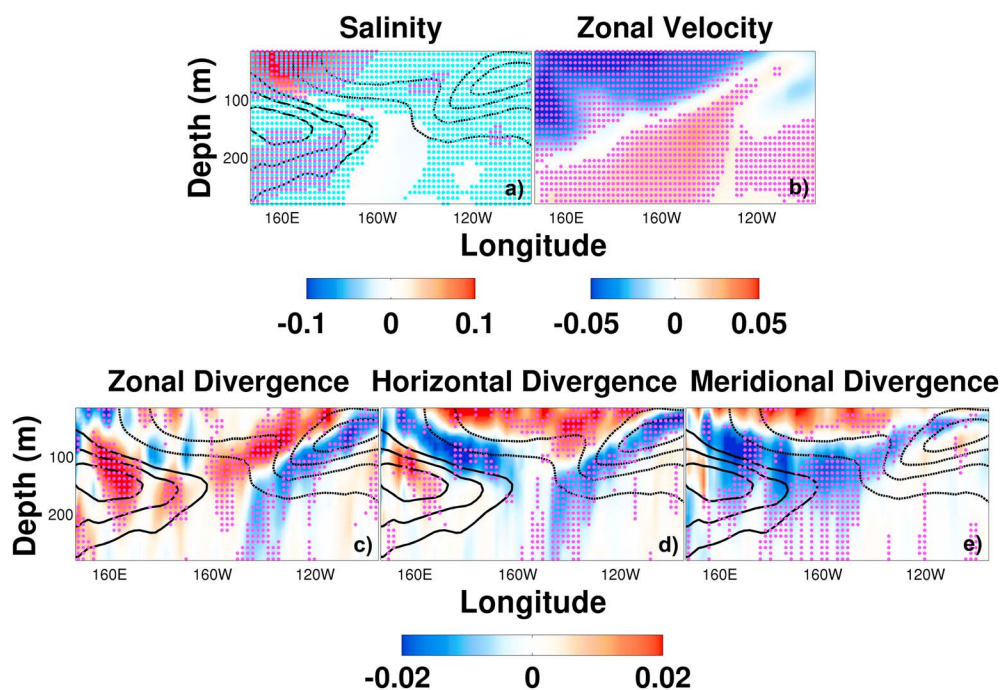 Salinity Zonal Velocity
Depth (m)
100
200
a) b)
160E 160W 120W 160E 160W 120W
Longitude
-0.1 0 0.1 -0.05 0 0.05
Zonal Divergence Horizontal Divergence Meridional Divergence
Depth (m)
100
200
c) d) e)
160E 160W 120W 160E 160W 120W 160E 160W 120W
Longitude
-0.02 0 0.02